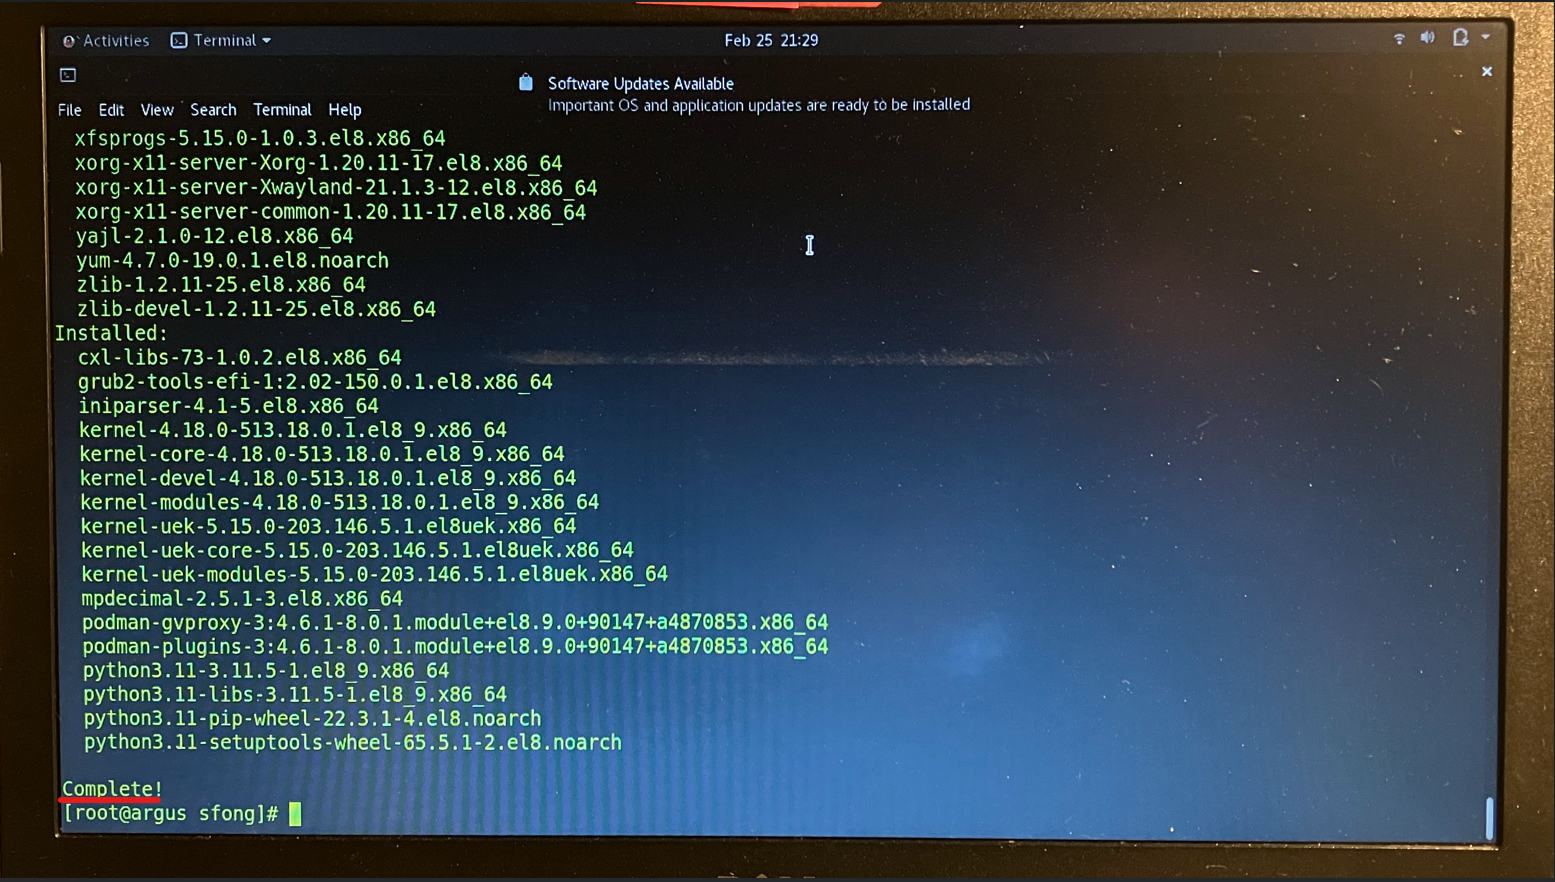 Activities Terminal Feb 25 21:29
Software Updates Available
Important OS and application updates are ready to be installed
File Edit View Search Terminal Help
xfsprogs-5.15.0-1.0.3.el8.x86_64
xorg-x11-server-Xorg-1.20.11-17.el8.x86_64
xorg-x11-server-Xwayland-21.1.3-12.el8.x86_64
xorg-x11-server-common-1.20.11-17.el8.x86_64
yajl-2.1.0-12.el8.x86_64
yum-4.7.0-19.0.1.el8.noarch
zlib-1.2.11-25.el8.x86_64
zlib-devel-1.2.11-25.el8.x86_64
Installed:
cxl-libs-73-1.0.2.el8.x86_64
grub2-tools-efi-1:2.02-150.0.1.el8.x86_64
iniparser-4.1-5.el8.x86_64
kernel-4.18.0-513.18.0.1.el8_9.x86_64
kernel-core-4.18.0-513.18.0.1.el8_9.x86_64
kernel-devel-4.18.0-513.18.0.1.el8_9.x86_64
kernel-modules-4.18.0-513.18.0.1.el8_9.x86_64
kernel-uek-5.15.0-203.146.5.1.el8uek.x86_64
kernel-uek-core-5.15.0-203.146.5.1.el8uek.x86_64
kernel-uek-modules-5.15.0-203.146.5.1.el8uek.x86_64
mpdecimal-2.5.1-3.el8.x86_64
podman-gvproxy-3:4.6.1-8.0.1.module+el8.9.0+90147+a4870853.x86_64
podman-plugins-3:4.6.1-8.0.1.module+el8.9.0+90147+a4870853.x86_64
python3.11-3.11.5-1.el8_9.x86_64
python3.11-libs-3.11.5-1.el8_9.x86_64
python3.11-pip-wheel-22.3.1-4.el8.noarch
python3.11-setuptools-wheel-65.5.1-2.el8.noarch
Complete!
[root@argus sfong]#